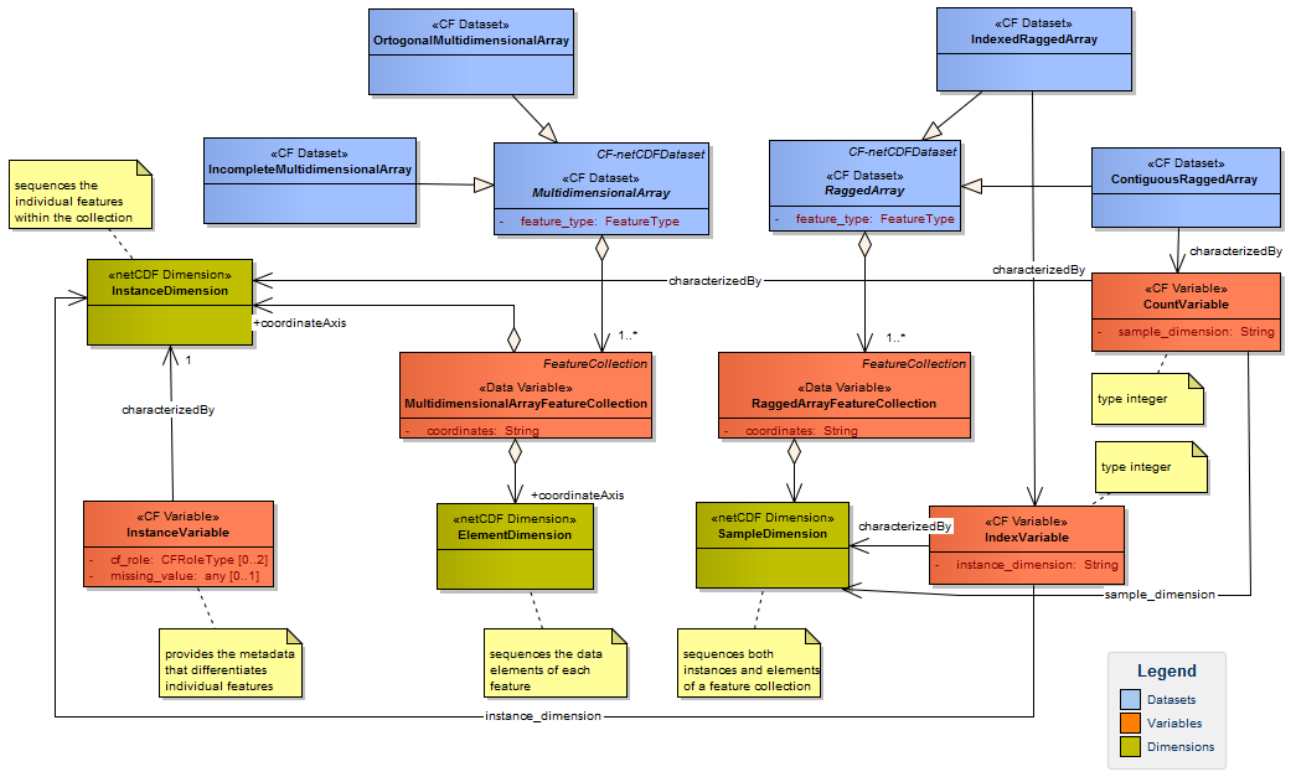 «CF Dataset»
OrtogonalMultidimensionalArray
«CF Dataset»
IndexedRaggedArray
«CF Dataset»
IncompleteMultidimensionalArray
CF-netCDFDataset
«CF Dataset»
MultidimensionalArray
- feature_type: FeatureType
CF-netCDFDataset
«CF Dataset»
RaggedArray
- feature_type: FeatureType
«CF Dataset»
ContiguousRaggedArray
sequences the
individual features
within the collection
«netCDF Dimension»
InstanceDimension
characterizedBy
characterizedBy
characterizedBy
«CF Variable»
CountVariable
- sample_dimension: String
+coordinateAxis
1..*
1..*
1
FeatureCollection
«Data Variable»
MultidimensionalArrayFeatureCollection
- coordinates: String
FeatureCollection
«Data Variable»
RaggedArrayFeatureCollection
- coordinates: String
type integer
characterizedBy
type integer
+coordinateAxis
«CF Variable»
InstanceVariable
- cf_role: CFRoleType [0..2]
- missing_value: any [0..1]
«netCDF Dimension»
ElementDimension
«netCDF Dimension»
SampleDimension
characterizedBy
«CF Variable»
IndexVariable
- instance_dimension: String
sample_dimension
provides the metadata
that differentiates
individual features
sequences the data
elements of each
feature
sequences both
instances and elements
of a feature collection
instance_dimension
Legend
Datasets
Variables
Dimensions